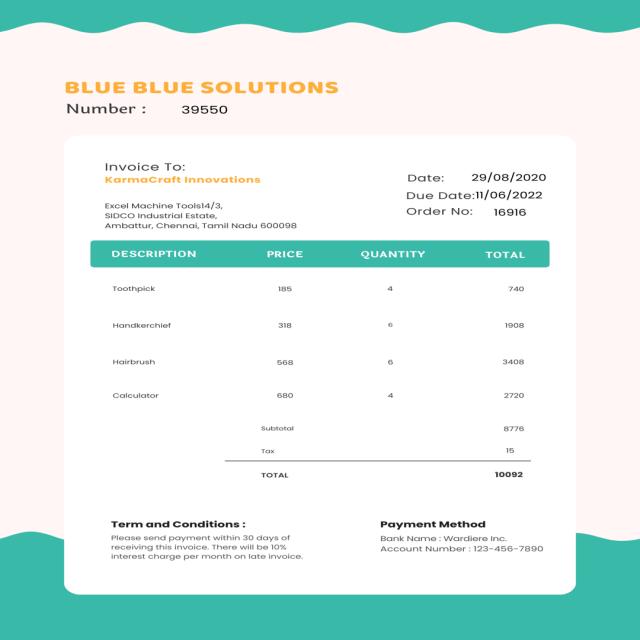 BLUE BLUE SOLUTIONS
Number : 39550
Invoice To:
KarmaCraft Innovations
Excel Machine Tools14/3,
SIDCO Industrial Estate,
Ambattur, Chennai, Tamil Nadu 600098
Date: 29/08/2020
Due Date:11/06/2022
Order No: 16916
DESCRIPTION PRICE QUANTITY TOTAL
Toothpick 185 4 740
Handkerchief 318 6 1908
Hairbrush 568 6 3408
Calculator 680 4 2720
Subtotal 8776
Tax 15
TOTAL 10092
Term and Conditions :
Please send payment within 30 days of
receiving this invoice. There will be 10%
interest charge per month on late invoice.
Payment Method
Bank Name : Wardiere Inc.
Account Number : 123-456-7890